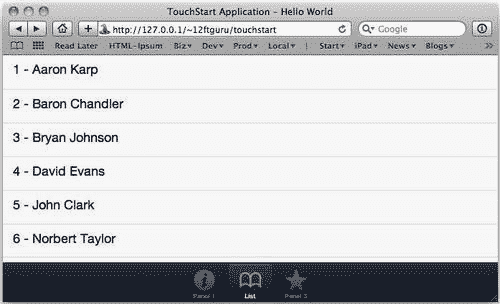 TouchStart Application - Hello World
http://127.0.0.1/~12ftguru/touchstart
Google
Read Later HTML-Ipsum Biz Dev Prod Local Start iPad News Blogs
1 - Aaron Karp
2 - Baron Chandler
3 - Bryan Johnson
4 - David Evans
5 - John Clark
6 - Norbert Taylor
Panel 1 List Panel 3